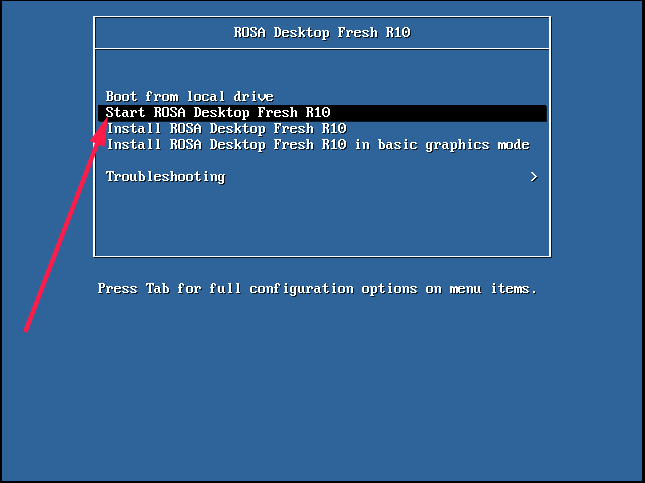 ROSA Desktop Fresh R10
Boot from local drive
Start ROSA Desktop Fresh R10
Install ROSA Desktop Fresh R10
Install ROSA Desktop Fresh R10 in basic graphics mode
Troubleshooting >
Press Tab for full configuration options on menu items.